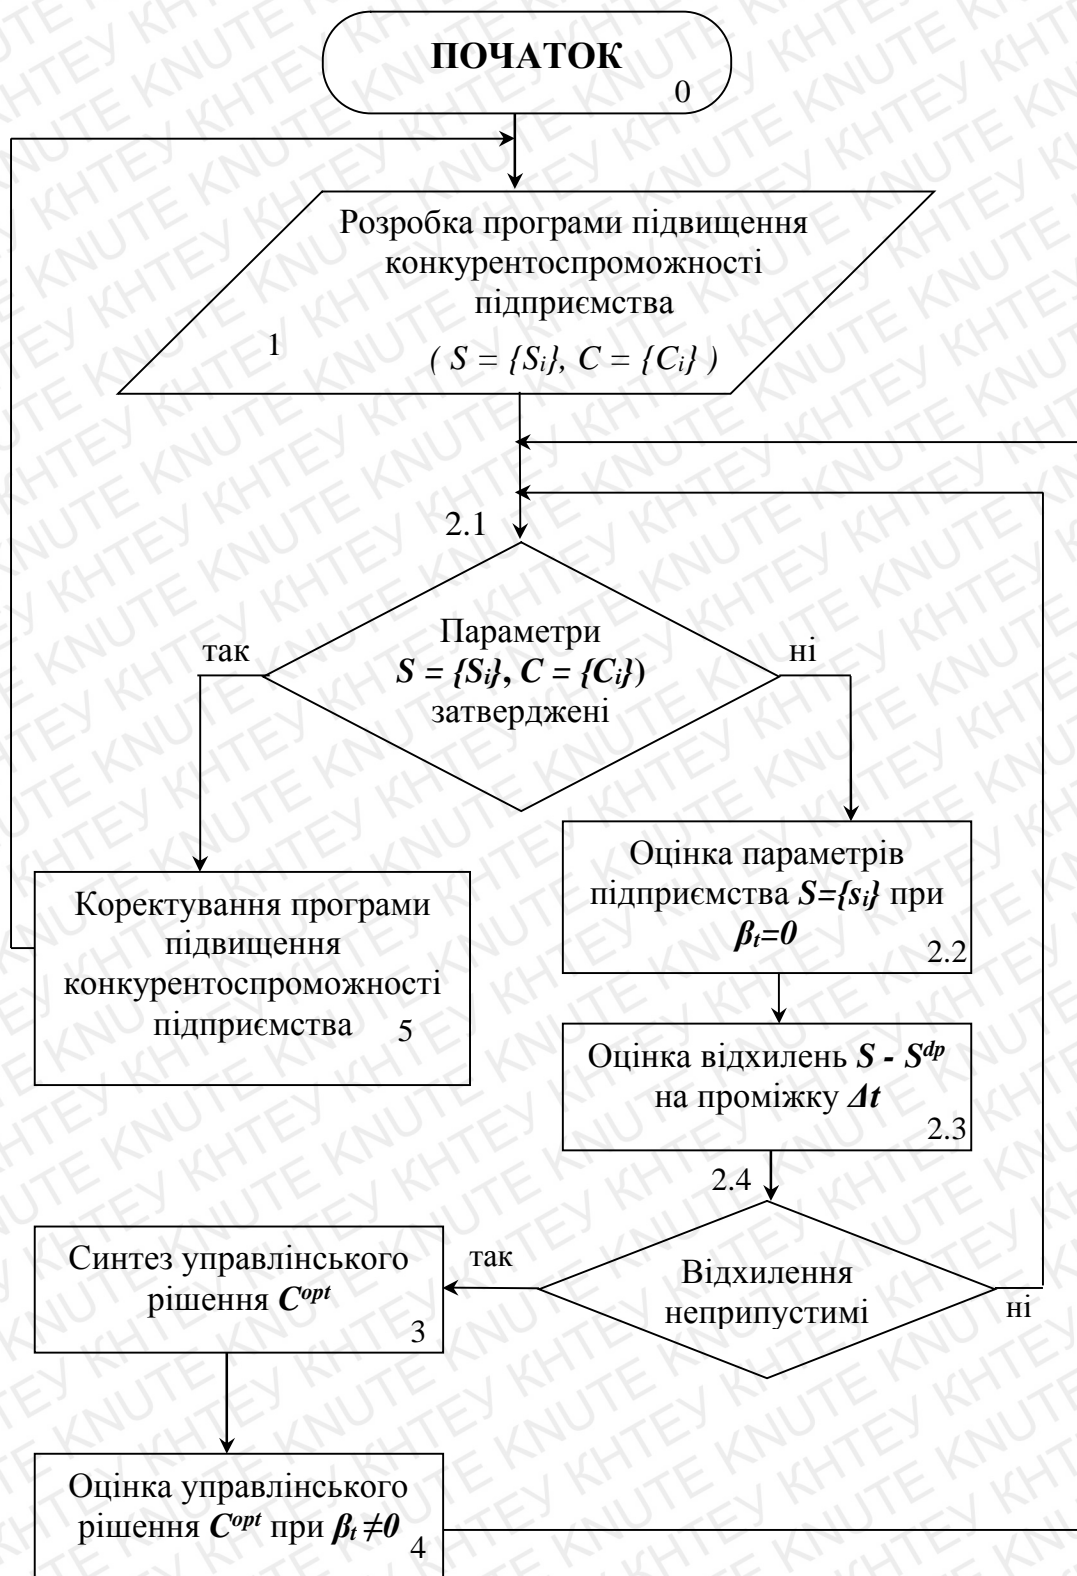 ПОЧАТОК
0
Розробка програми підвищення
конкурентоспроможності
підприємства
1
( S = {Si}, C = {Ci} )
2.1
так
ні
Параметри
S = {Si}, C = {Ci})
затверджені
Оцінка параметрів
підприємства S={si} при
βt=0
2.2
Коректування програми
підвищення
конкурентоспроможності
підприємства
5
Оцінка відхилень S - Sdp
на проміжку Δt
2.3
2.4
Синтез управлінського
рішення Copt
3
так
Відхилення
неприпустимі
ні
Оцінка управлінського
рішення Copt при βt ≠0
4